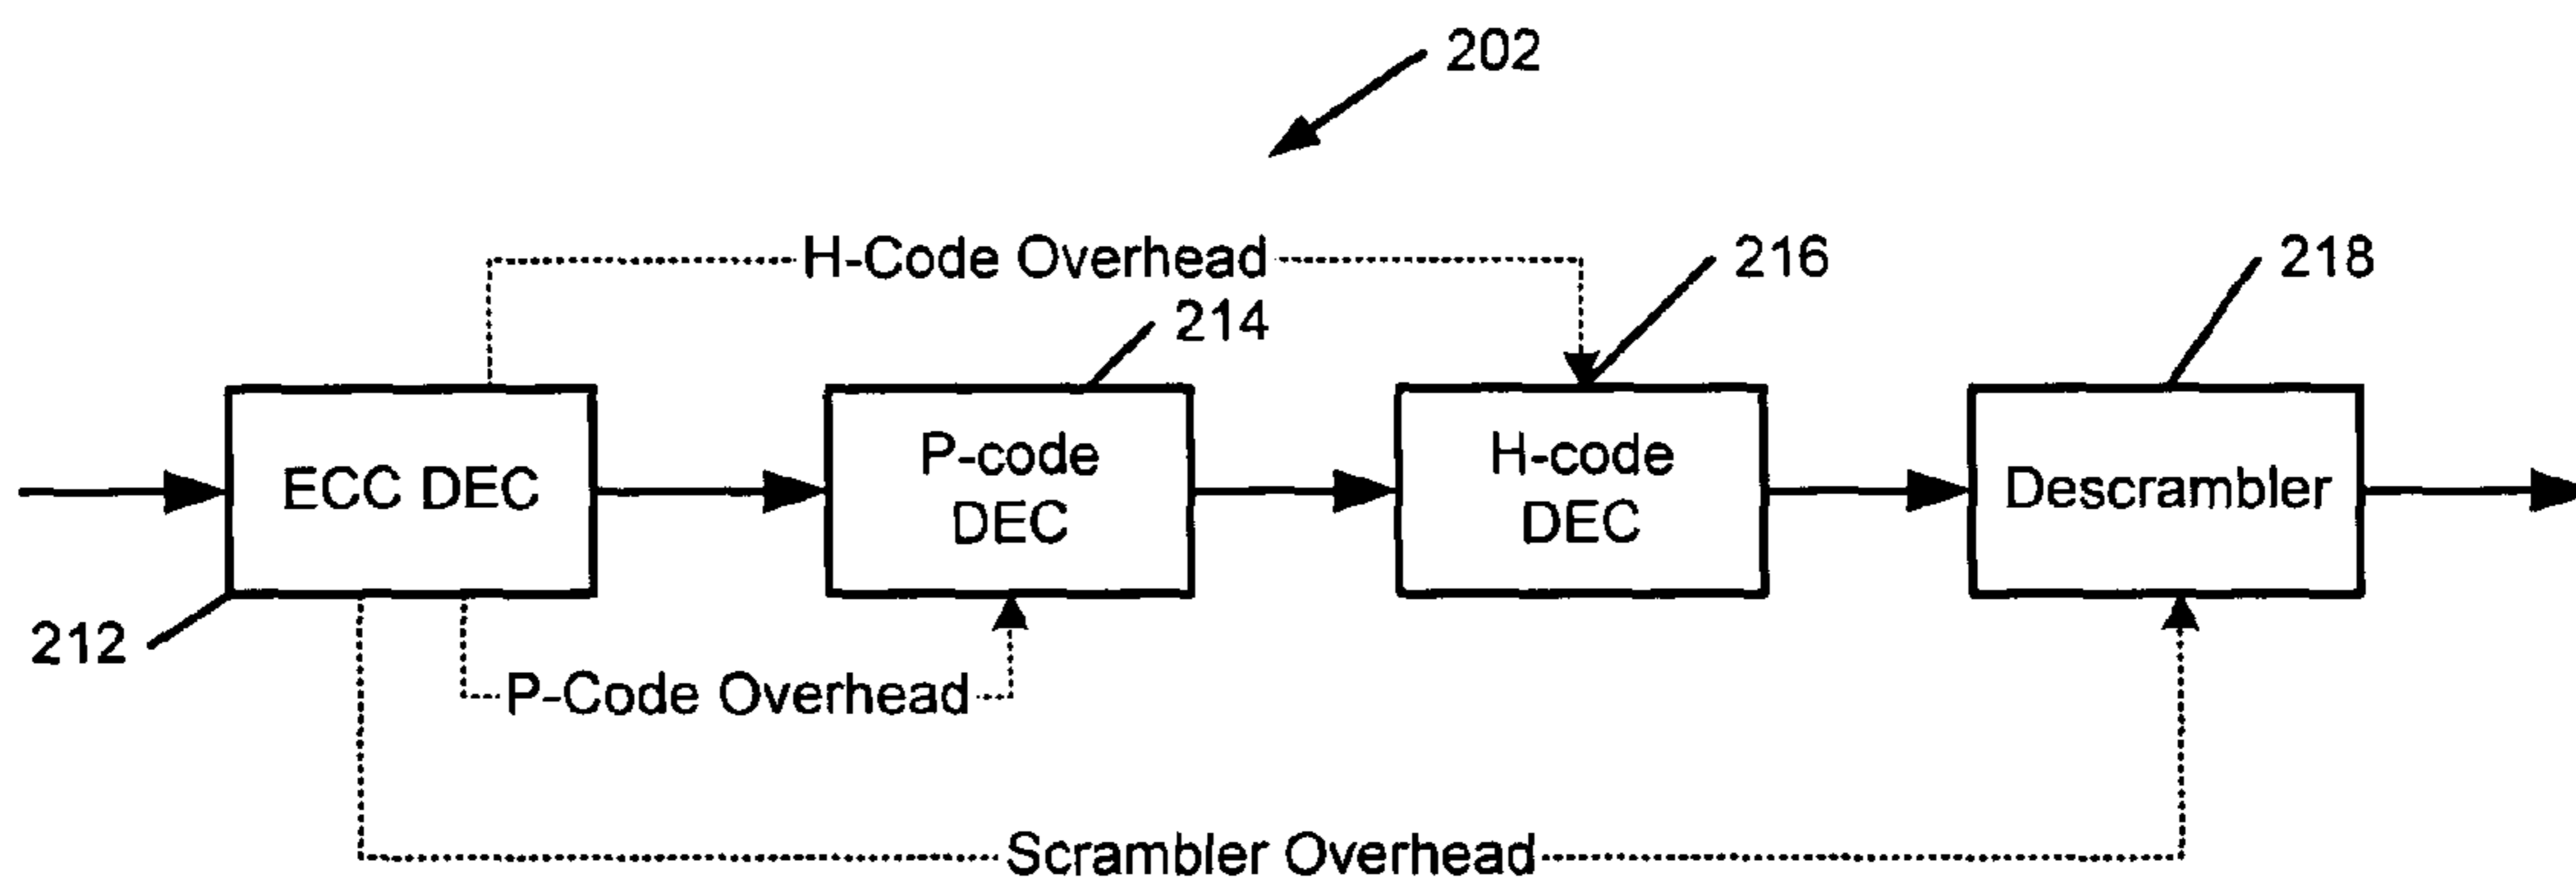 202
H-Code Overhead
216
218
214
ECC DEC
P-code
DEC
H-code
DEC
Descrambler
212
P-Code Overhead
Scrambler Overhead